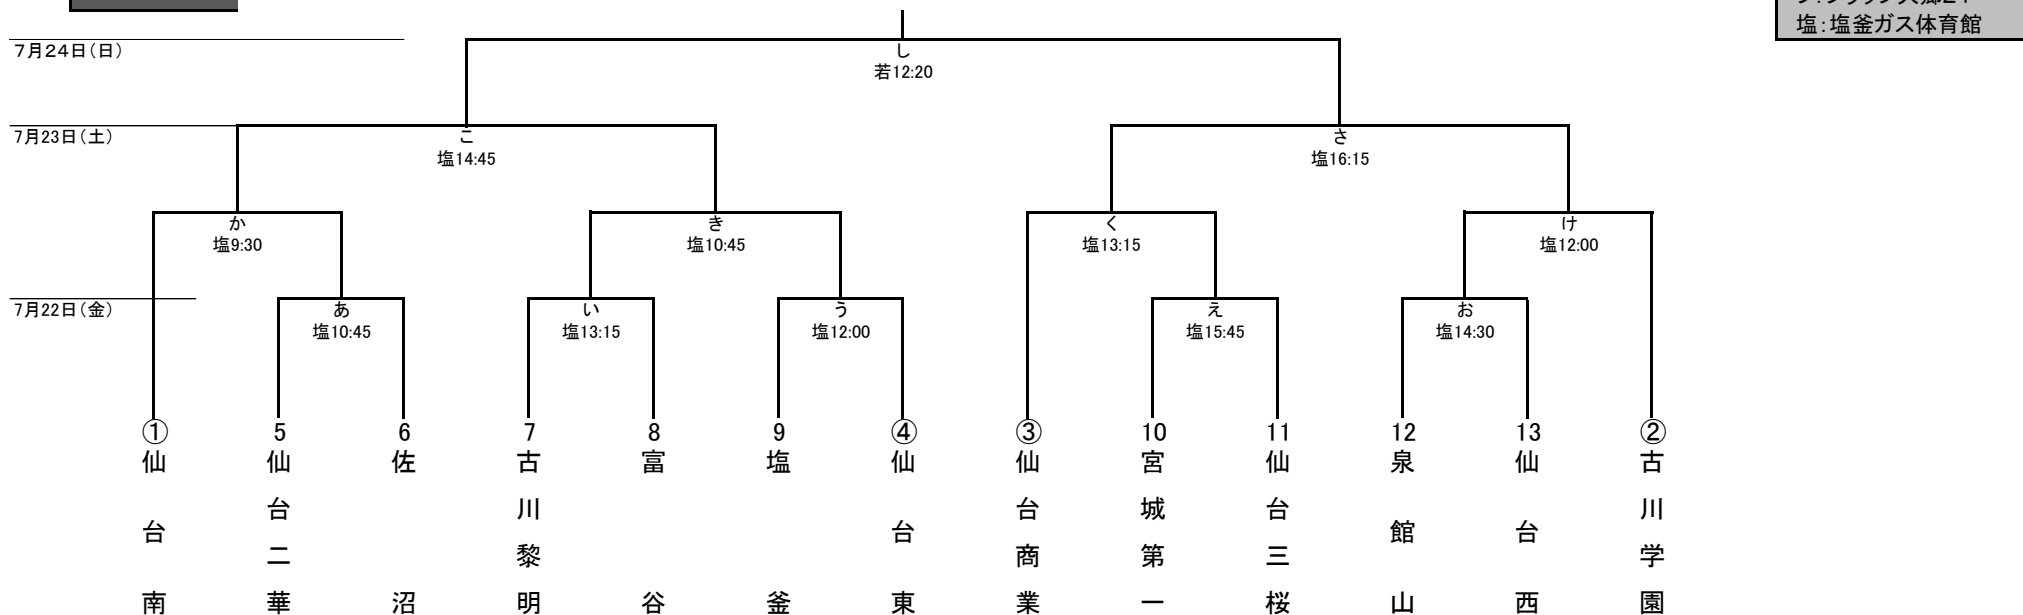 塩：塩釜ガス体育館
7月24日（日）
し
若12:20
7月23日（土）
こ
塩14:45
さ
塩16:15
か
塩9:30
き
塩10:45
く
塩13:15
け
塩12:00
7月22日（金）
あ
塩10:45
い
塩13:15
う
塩12:00
え
塩15:45
お
塩14:30
① 仙台南
5 仙台二華
6 佐沼
7 古川黎明
8 富谷
9 塩釜
④ 仙台東
③ 仙台商業
10 宮城第一
11 仙台三桜
12 泉館山
13 仙台西
② 古川学園